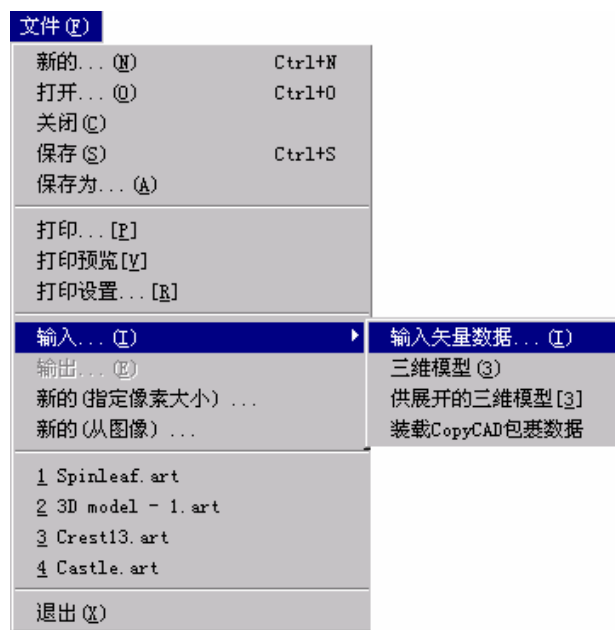 文件(F)
新的...(N) Ctrl+N
打开...(O) Ctrl+O
关闭(C)
保存(S) Ctrl+S
保存为...(A)
打印...[P]
打印预览[V]
打印设置...[R]
输入...(I)
输出...(E)
新的(指定像素大小)...
新的(从图像)...
1 Spinleaf.art
2 3D model - 1.art
3 Crest13.art
4 Castle.art
退出(X)
输入矢量数据...(I)
三维模型(3)
供展开的三维模型[3]
装载CopyCAD包裹数据